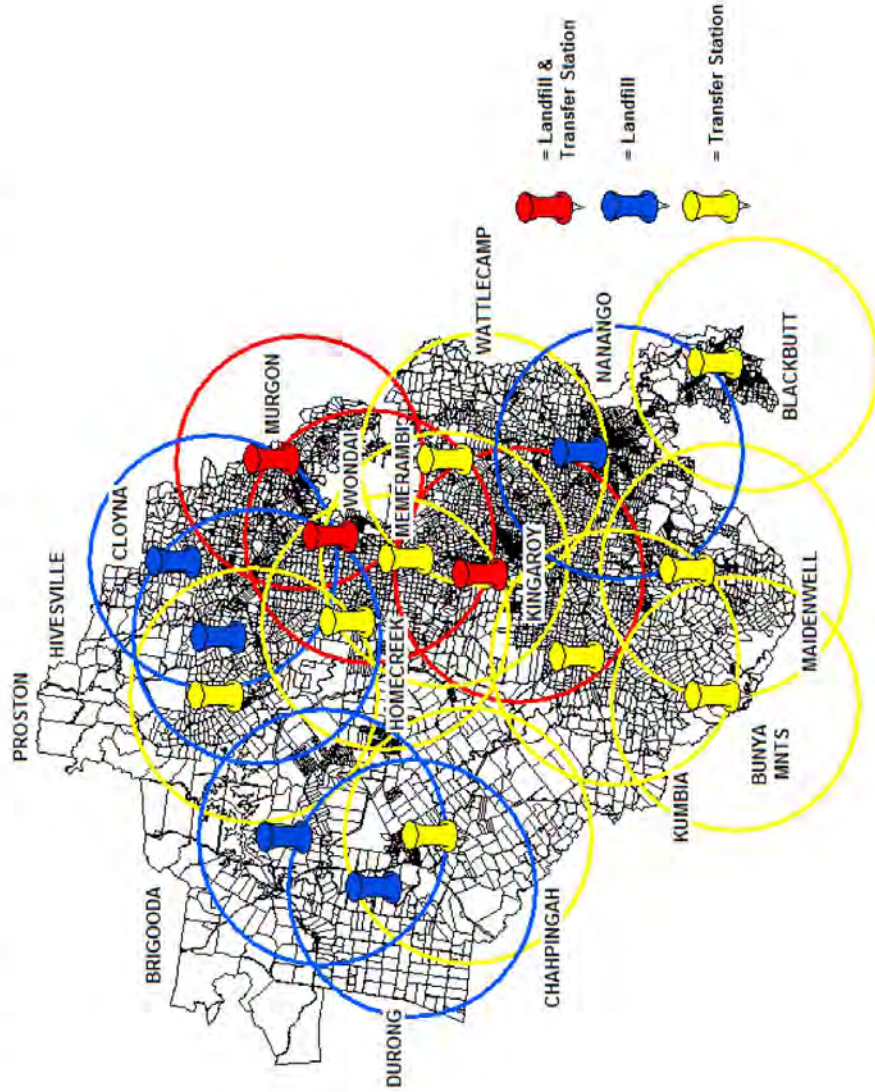 PROSTON
HIVESVILLE
CLOYNA
MURGON
BRIGOODA
WONDAI
MEMERAMBI
WATTLECAMP
HOMECREEK
DURONG
KINGAROY
NANANGO
CHAHPINGAH
KUMBIA
BUNYA
MNTS
MAIDENWELL
BLACKBUTT
= Landfill &
Transfer Station
= Landfill
= Transfer Station